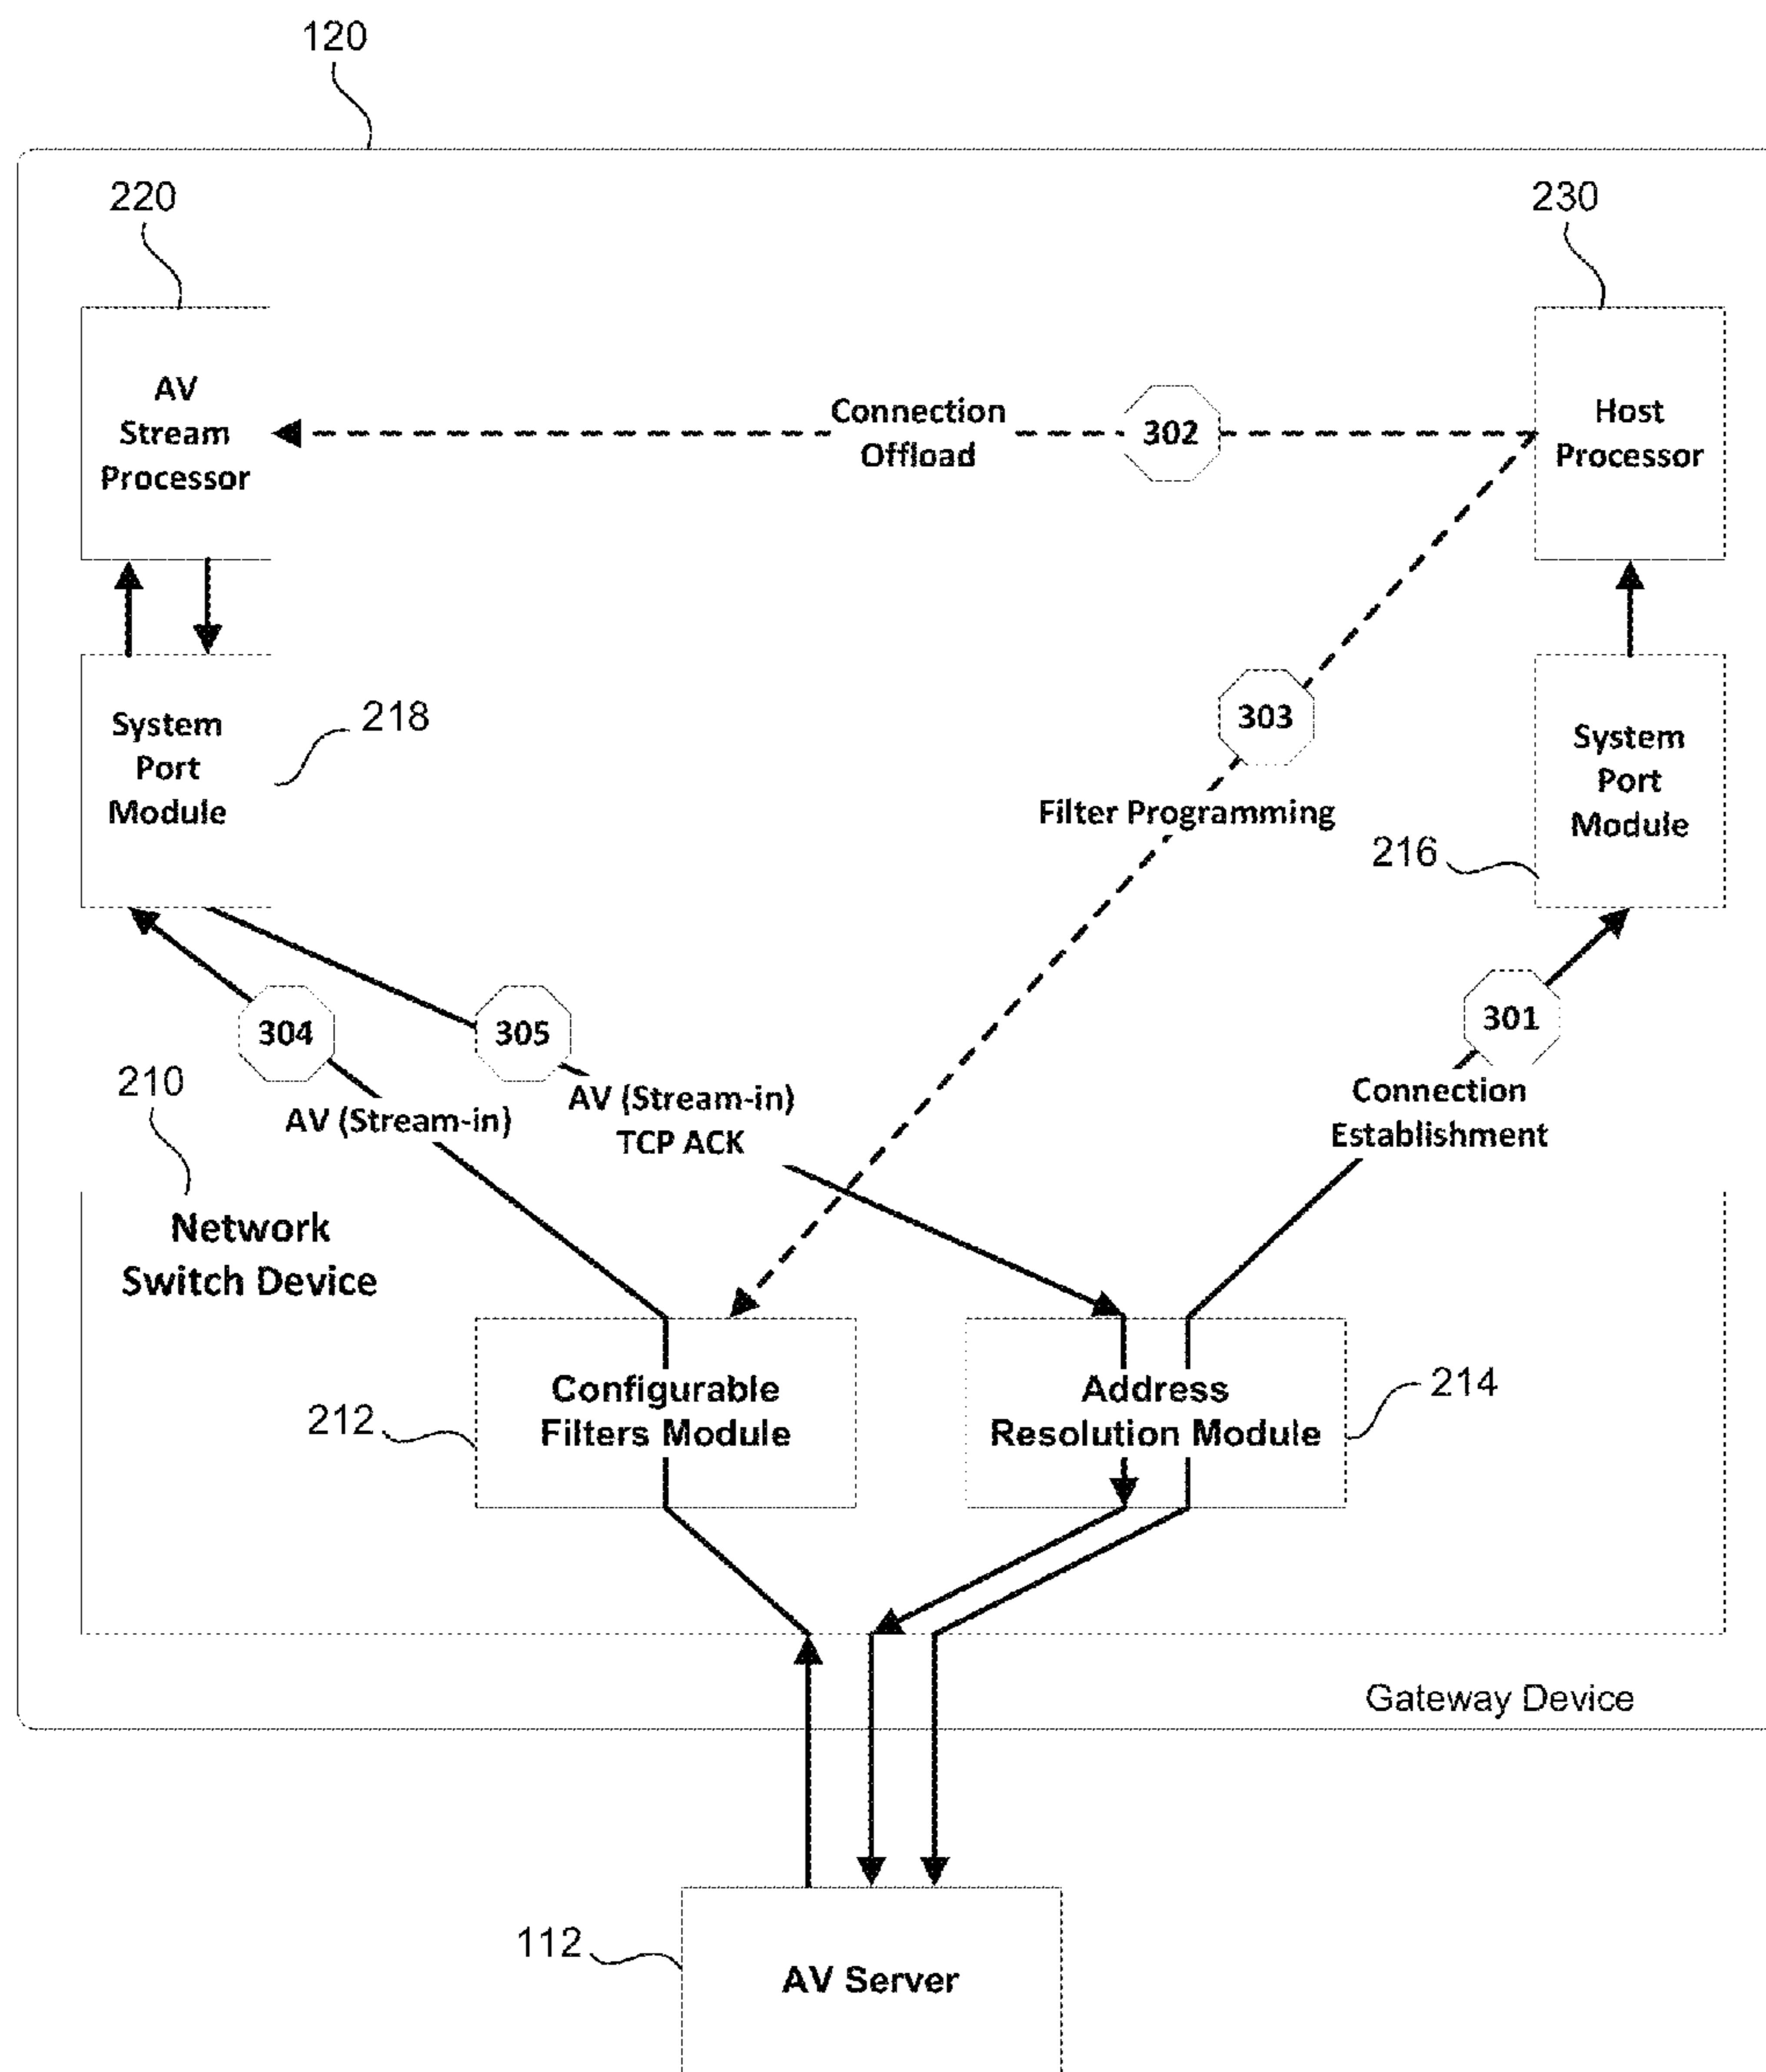 120
220
230
AV
Stream
Processor
Connection
Offload
302
Host
Processor
303
System
Port
Module
218
Filter Programming
System
Port
Module
216
304
305
301
210
AV (Stream-in)
AV (Stream-in)
TCP ACK
Connection
Establishment
Network
Switch Device
Configurable
Filters Module
212
Address
Resolution Module
214
Gateway Device
112
AV Server